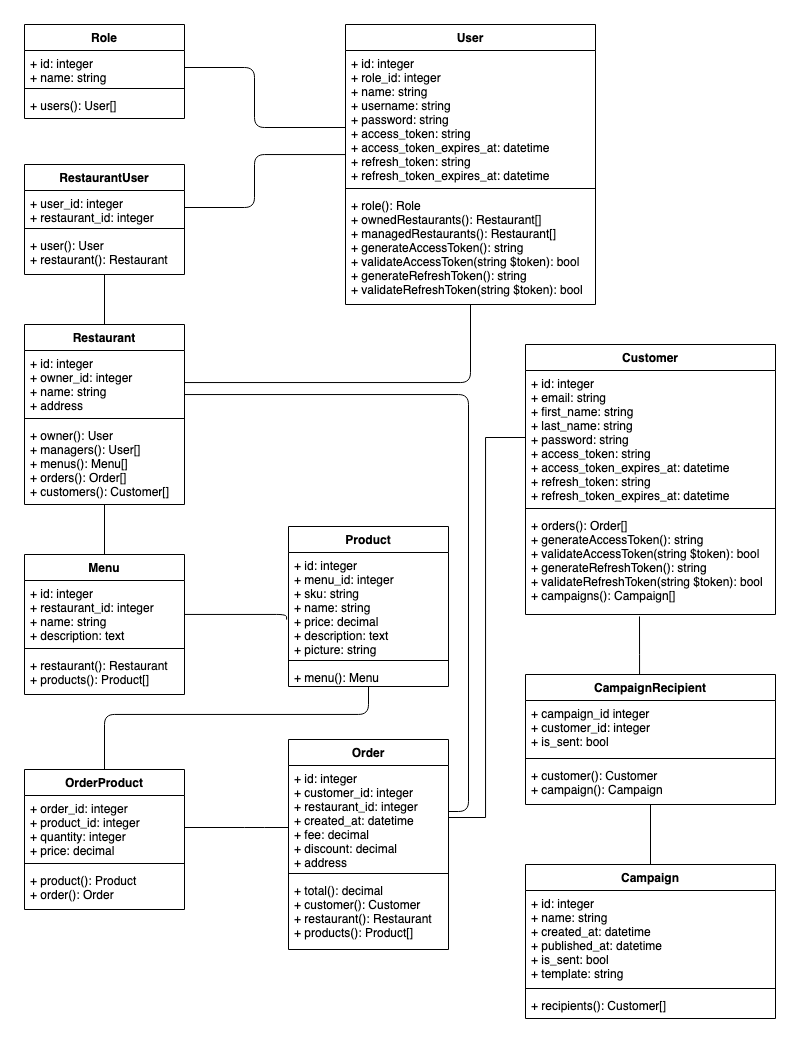 Role
+ id: integer
+ name: string
+ users(): User[]
User
+ id: integer
+ role_id: integer
+ name: string
+ username: string
+ password: string
+ access_token: string
+ access_token_expires_at: datetime
+ refresh_token: string
+ refresh_token_expires_at: datetime
+ role(): Role
+ ownedRestaurants(): Restaurant[]
+ managedRestaurants(): Restaurant[]
+ generateAccessToken(): string
+ validateAccessToken(string $token): bool
+ generateRefreshToken(): string
+ validateRefreshToken(string $token): bool
RestaurantUser
+ user_id: integer
+ restaurant_id: integer
+ user(): User
+ restaurant(): Restaurant
Restaurant
+ id: integer
+ owner_id: integer
+ name: string
+ address
+ owner(): User
+ managers(): User[]
+ menus(): Menu[]
+ orders(): Order[]
+ customers(): Customer[]
Customer
+ id: integer
+ email: string
+ first_name: string
+ last_name: string
+ password: string
+ access_token: string
+ access_token_expires_at: datetime
+ refresh_token: string
+ refresh_token_expires_at: datetime
+ orders(): Order[]
+ generateAccessToken(): string
+ validateAccessToken(string $token): bool
+ generateRefreshToken(): string
+ validateRefreshToken(string $token): bool
+ campaigns(): Campaign[]
Menu
+ id: integer
+ restaurant_id: integer
+ name: string
+ description: text
+ restaurant(): Restaurant
+ products(): Product[]
Product
+ id: integer
+ menu_id: integer
+ sku: string
+ name: string
+ price: decimal
+ description: text
+ picture: string
+ menu(): Menu
CampaignRecipient
+ campaign_id integer
+ customer_id: integer
+ is_sent: bool
+ customer(): Customer
+ campaign(): Campaign
OrderProduct
+ order_id: integer
+ product_id: integer
+ quantity: integer
+ price: decimal
+ product(): Product
+ order(): Order
Order
+ id: integer
+ customer_id: integer
+ restaurant_id: integer
+ created_at: datetime
+ fee: decimal
+ discount: decimal
+ address
+ total(): decimal
+ customer(): Customer
+ restaurant(): Restaurant
+ products(): Product[]
Campaign
+ id: integer
+ name: string
+ created_at: datetime
+ published_at: datetime
+ is_sent: bool
+ template: string
+ recipients(): Customer[]